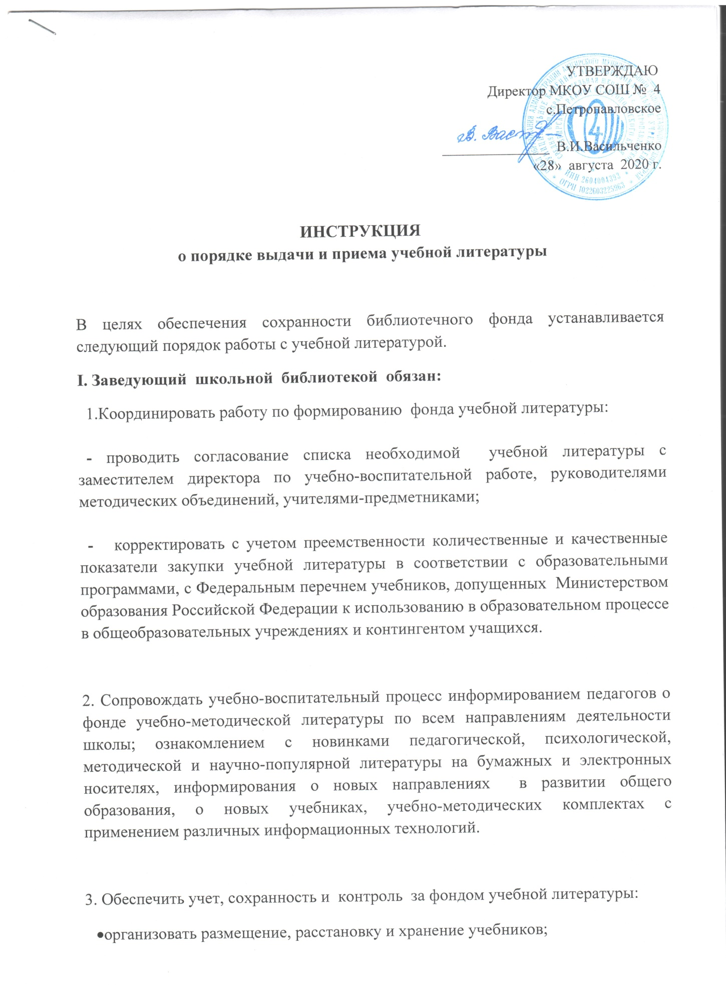 УТВЕРЖДАЮ
Директор МКОУ СОШ № 4
с.Петропавловское
_______________ В.И.Васильченко
«28» августа 2020 г.
ИНН 2604004393
ОГРН 1022603225963
ИНСТРУКЦИЯ
о порядке выдачи и приема учебной литературы
В целях обеспечения сохранности библиотечного фонда устанавливается
следующий порядок работы с учебной литературой.
I. Заведующий школьной библиотекой обязан:
1.Координировать работу по формированию фонда учебной литературы:
- проводить согласование списка необходимой учебной литературы с
заместителем директора по учебно-воспитательной работе, руководителями
методических объединений, учителями-предметниками;
- корректировать с учетом преемственности количественные и качественные
показатели закупки учебной литературы в соответствии с образовательными
программами, с Федеральным перечнем учебников, допущенных Министерством
образования Российской Федерации к использованию в образовательном процессе
в общеобразовательных учреждениях и контингентом учащихся.
2. Сопровождать учебно-воспитательный процесс информированием педагогов о
фонде учебно-методической литературы по всем направлениям деятельности
школы; ознакомлением с новинками педагогической, психологической,
методической и научно-популярной литературы на бумажных и электронных
носителях, информирования о новых направлениях в развитии общего
образования, о новых учебниках, учебно-методических комплектах с
применением различных информационных технологий.
3. Обеспечить учет, сохранность и контроль за фондом учебной литературы:
•организовать размещение, расстановку и хранение учебников;